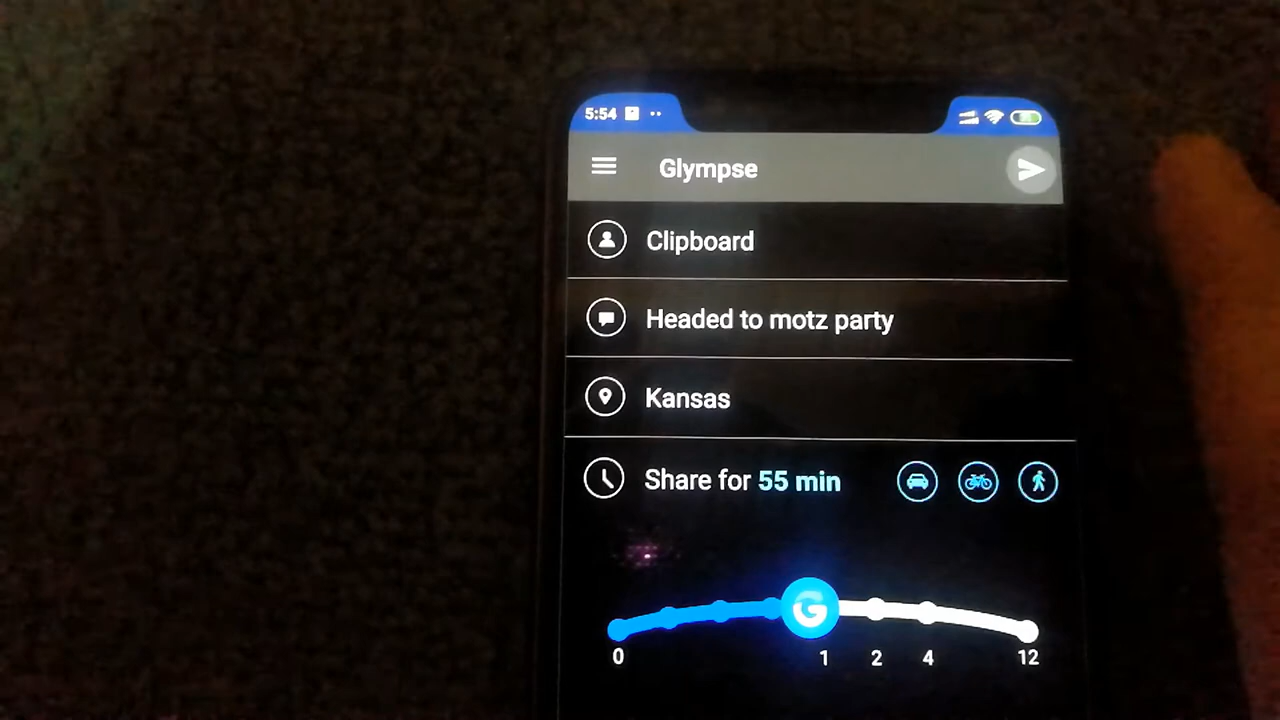 5:54
Glympse
Clipboard
Headed to motz party
Kansas
Share for 55 min
G
0 1 2 4 12